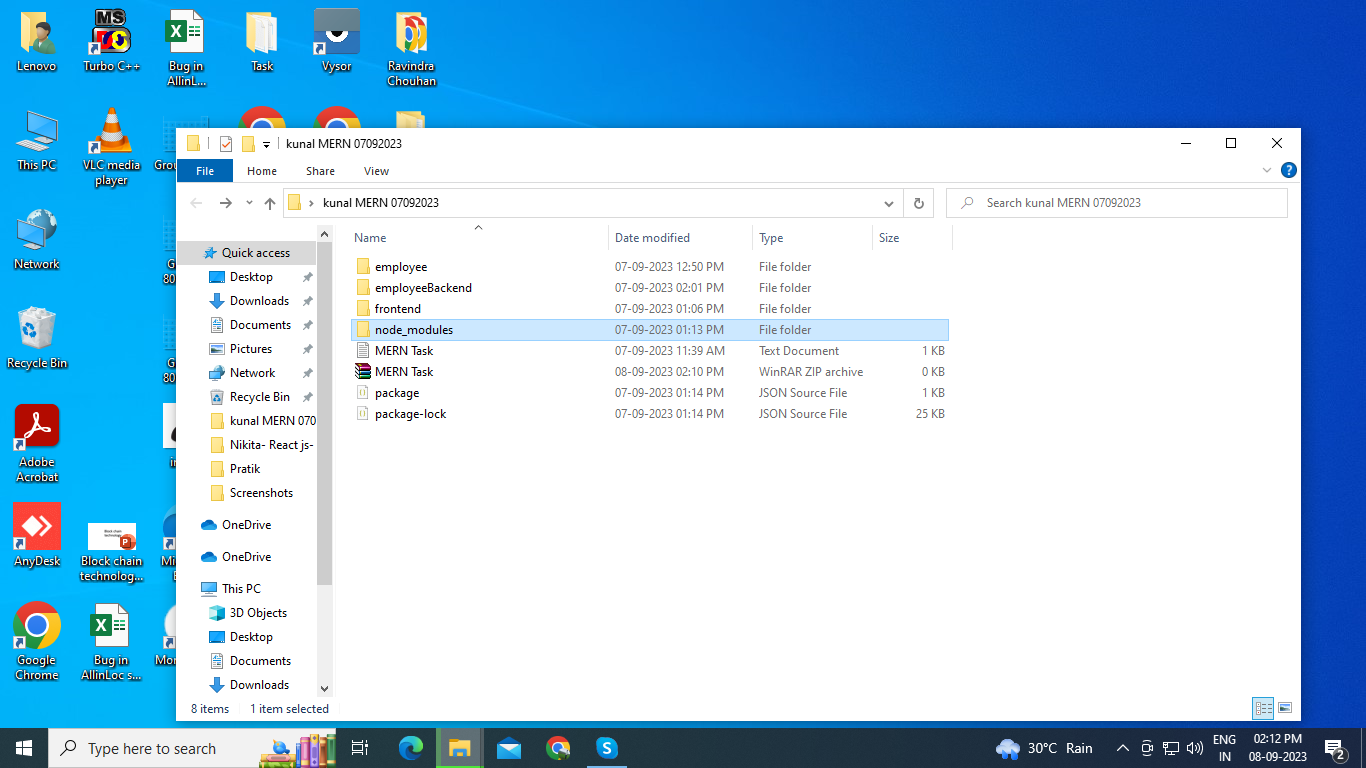 Lenovo
Turbo C++
Bug in
AllinL...
Task
Vysor
Ravindra
Chouhan
This PC
VLC media
player
Network
Recycle Bin
Adobe
Acrobat
AnyDesk
Block chain
technolog...
Google
Chrome
Bug in
AllinLoc s...
kunal MERN 07092023
File Home Share View
kunal MERN 07092023
Search kunal MERN 07092023
Quick access
Desktop
Downloads
Documents
Pictures
Network
Recycle Bin
kunal MERN 070
Nikita- React js-
Pratik
Screenshots
OneDrive
OneDrive
This PC
3D Objects
Desktop
Documents
Downloads
Name Date modified Type Size
employee 07-09-2023 12:50 PM File folder
employeeBackend 07-09-2023 02:01 PM File folder
frontend 07-09-2023 01:06 PM File folder
node_modules 07-09-2023 01:13 PM File folder
MERN Task 07-09-2023 11:39 AM Text Document 1 KB
MERN Task 08-09-2023 02:10 PM WinRAR ZIP archive 0 KB
package 07-09-2023 01:14 PM JSON Source File 1 KB
package-lock 07-09-2023 01:14 PM JSON Source File 25 KB
8 items 1 item selected
Type here to search
30°C Rain
ENG
IN
02:12 PM
08-09-2023
2